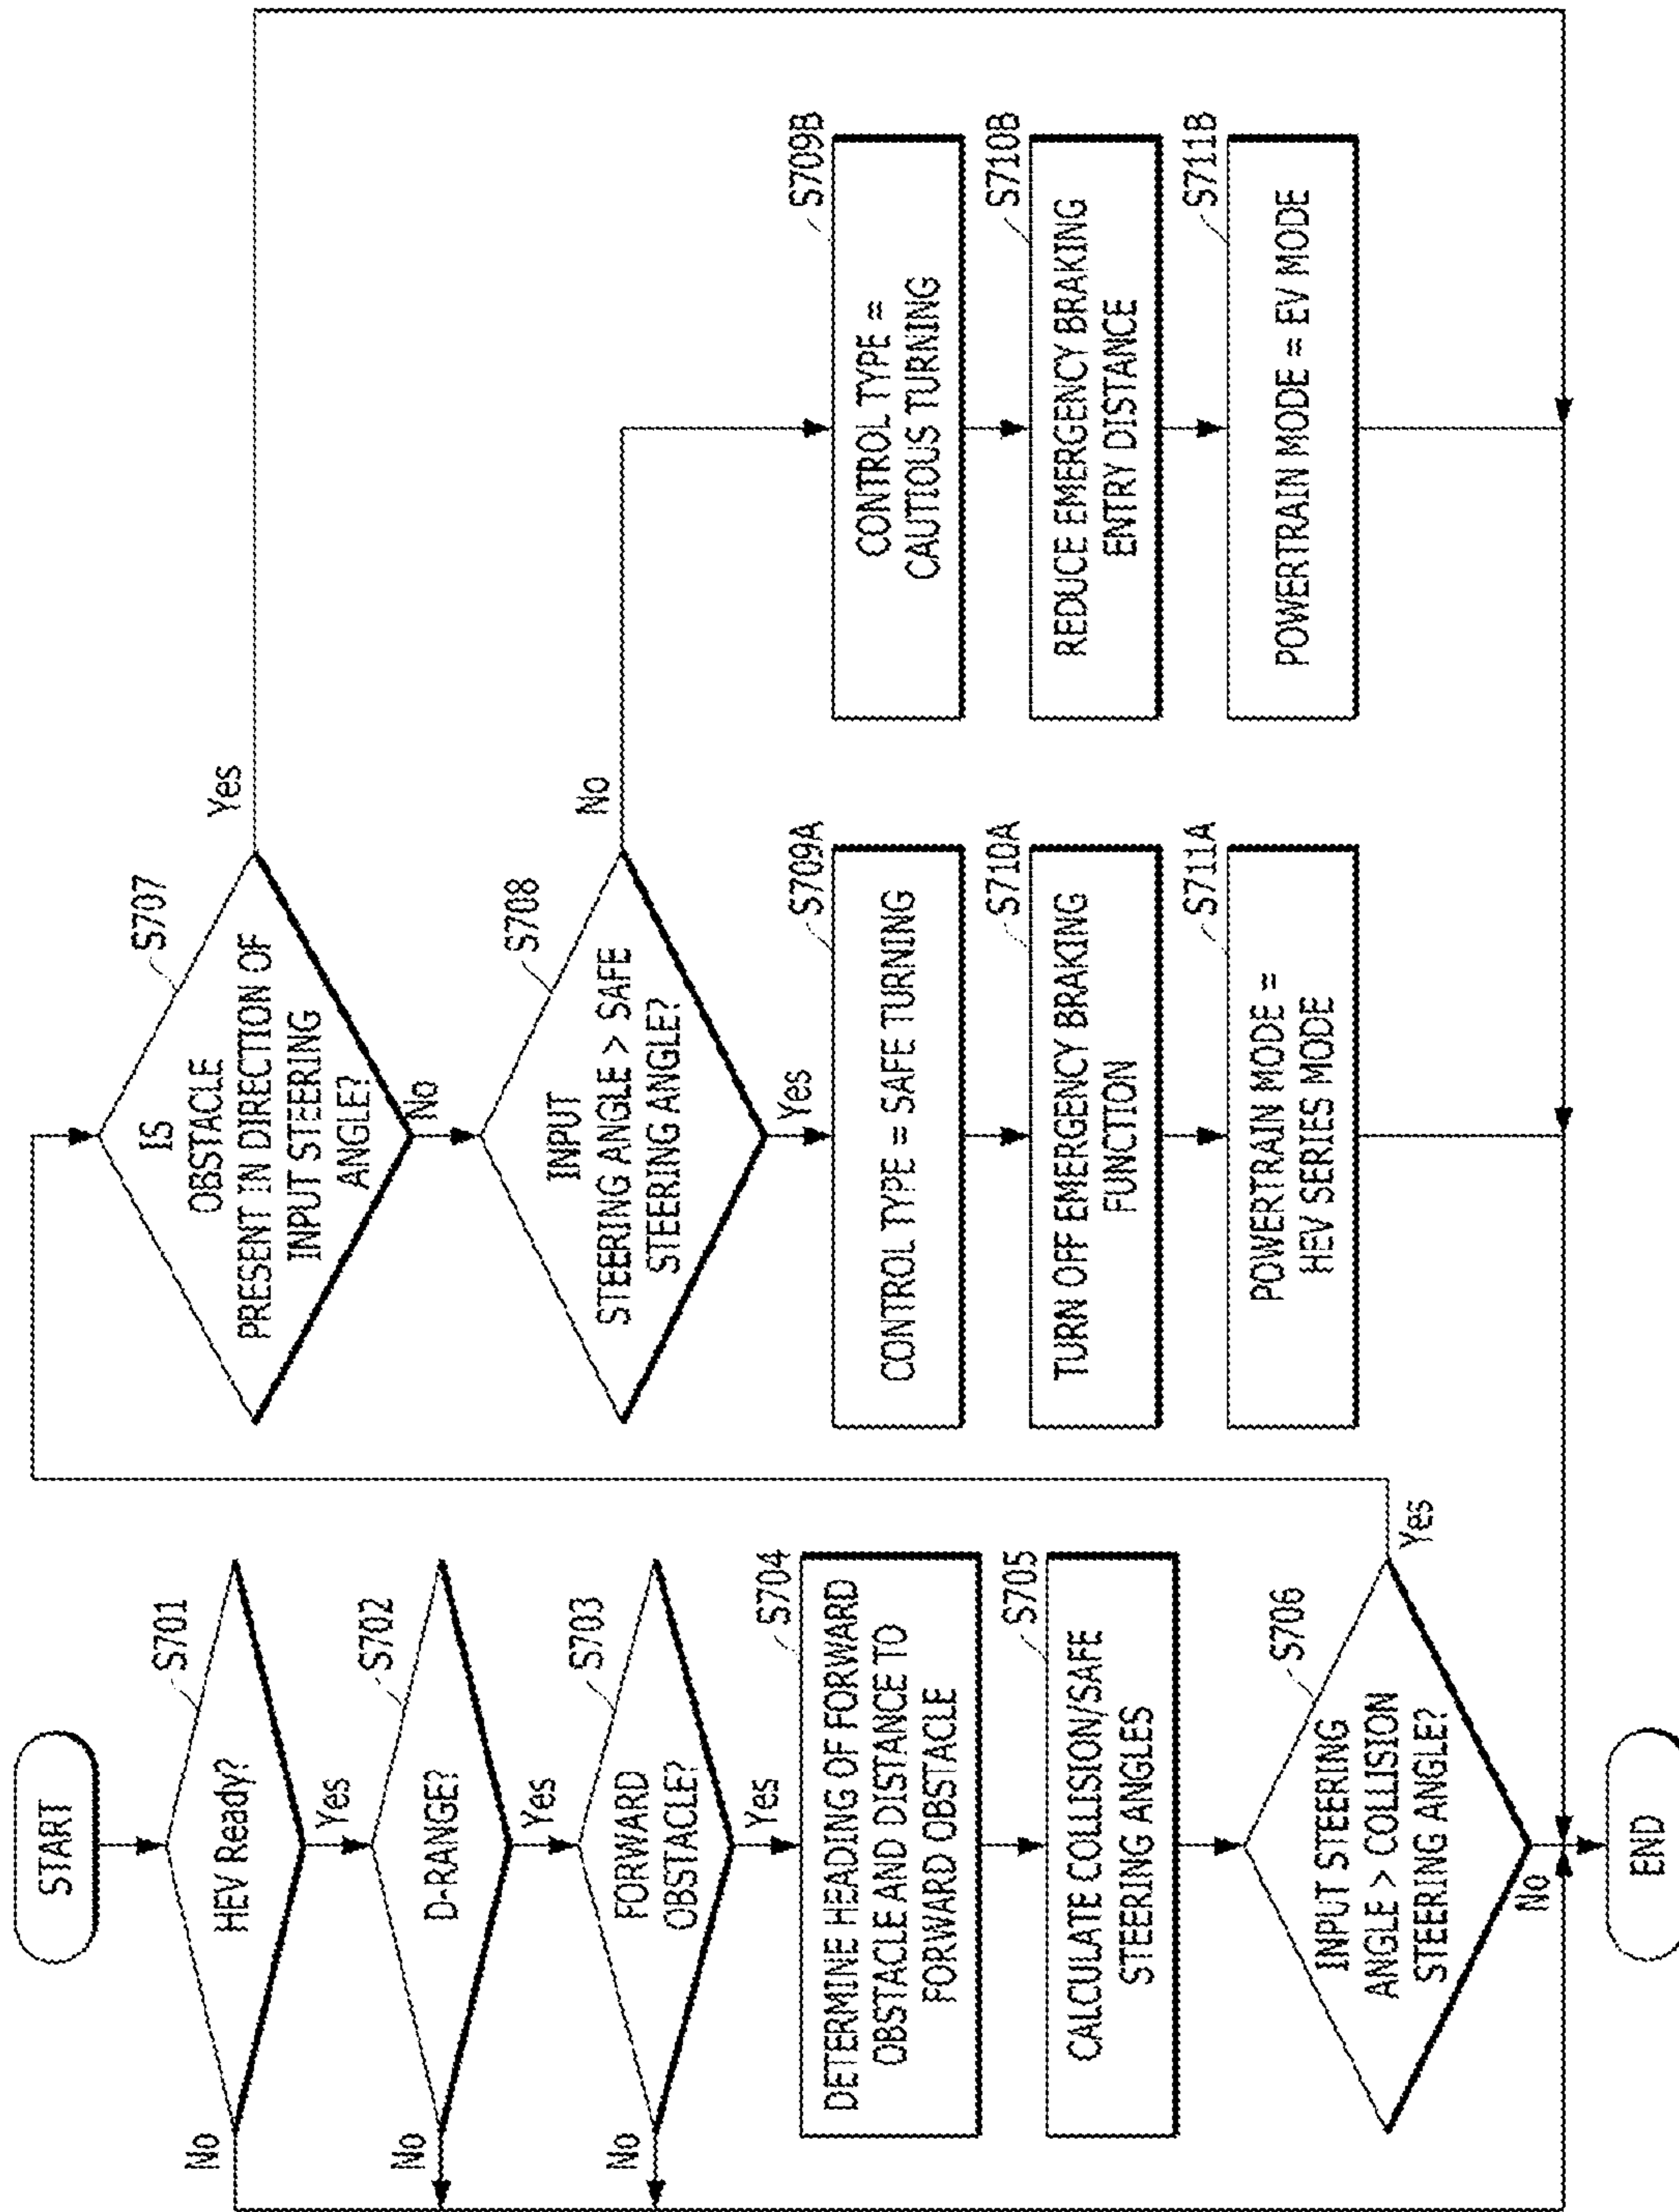 START
S701
HEV Ready?
No
Yes
S702
D-RANGE?
No
Yes
S703
FORWARD
OBSTACLE?
No
Yes
S704
DETERMINE HEADING OF FORWARD
OBSTACLE AND DISTANCE TO
FORWARD OBSTACLE
S705
CALCULATE COLLISION/SAFE
STEERING ANGLES
S706
INPUT STEERING
ANGLE > COLLISION
STEERING ANGLE?
Yes
No
END
S707
IS
OBSTACLE
PRESENT IN DIRECTION OF
INPUT STEERING
ANGLE?
Yes
No
S708
INPUT
STEERING ANGLE > SAFE
STEERING ANGLE?
No
Yes
S709A
CONTROL TYPE = SAFE TURNING
S710A
TURN OFF EMERGENCY BRAKING
FUNCTION
S711A
POWERTRAIN MODE =
HEV SERIES MODE
S709B
CONTROL TYPE =
CAUTIOUS TURNING
S710B
REDUCE EMERGENCY BRAKING
ENTRY DISTANCE
S711B
POWERTRAIN MODE = EV MODE